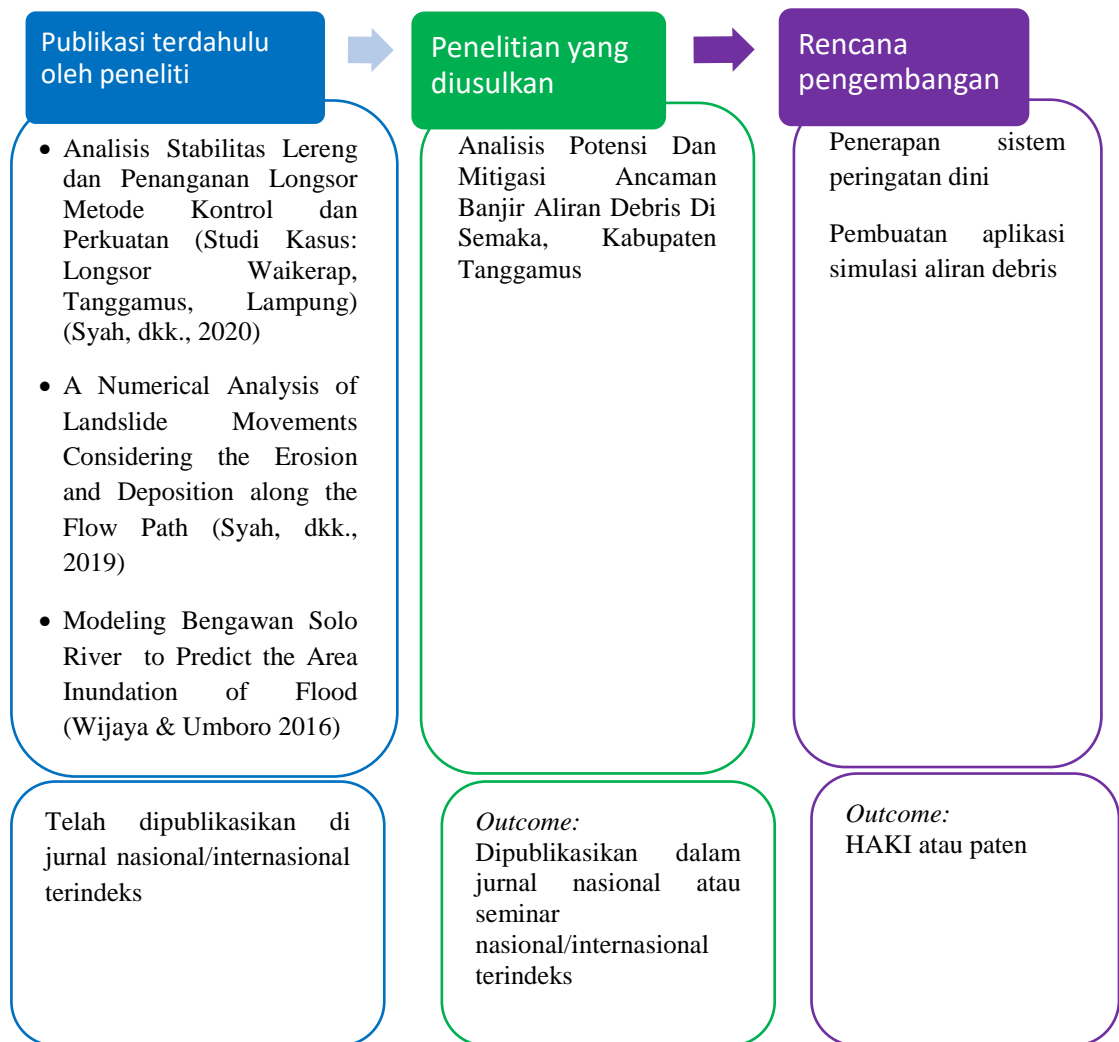 Publikasi terdahulu
oleh peneliti
• Analisis Stabilitas Lereng
dan Penanganan Longsor
Metode Kontrol dan
Perkuatan (Studi Kasus:
Longsor Waikerap,
Tanggamus, Lampung)
(Syah, dkk., 2020)
• A Numerical Analysis of
Landslide Movements
Considering the Erosion
and Deposition along the
Flow Path (Syah, dkk.,
2019)
• Modeling Bengawan Solo
River to Predict the Area
Inundation of Flood
(Wijaya & Umboro 2016)
Telah dipublikasikan di
jurnal nasional/internasional
terindeks
Penelitian yang
diusulkan
Analisis Potensi Dan
Mitigasi Ancaman
Banjir Aliran Debris Di
Semaka, Kabupaten
Tanggamus
Outcome:
Dipublikasikan dalam
jurnal nasional atau
seminar
nasional/internasional
terindeks
Rencana
pengembangan
Penerapan sistem
peringatan dini
Pembuatan aplikasi
simulasi aliran debris
Outcome:
HAKI atau paten